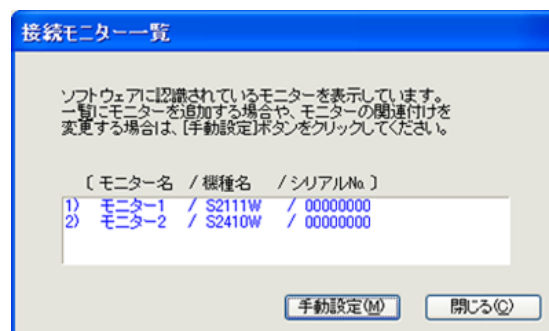 接続モニター一覧
ソフトウェアに認識されているモニターを表示しています。
一覧にモニターを追加する場合や、モニターの関連付けを
変更する場合は、[手動設定]ボタンをクリックしてください。
〔 モニター名 / 機種名 / シリアル№ 〕
1) モニター1 / S2111W / 00000000
2) モニター2 / S2410W / 00000000
手動設定(M) 閉じる(C)